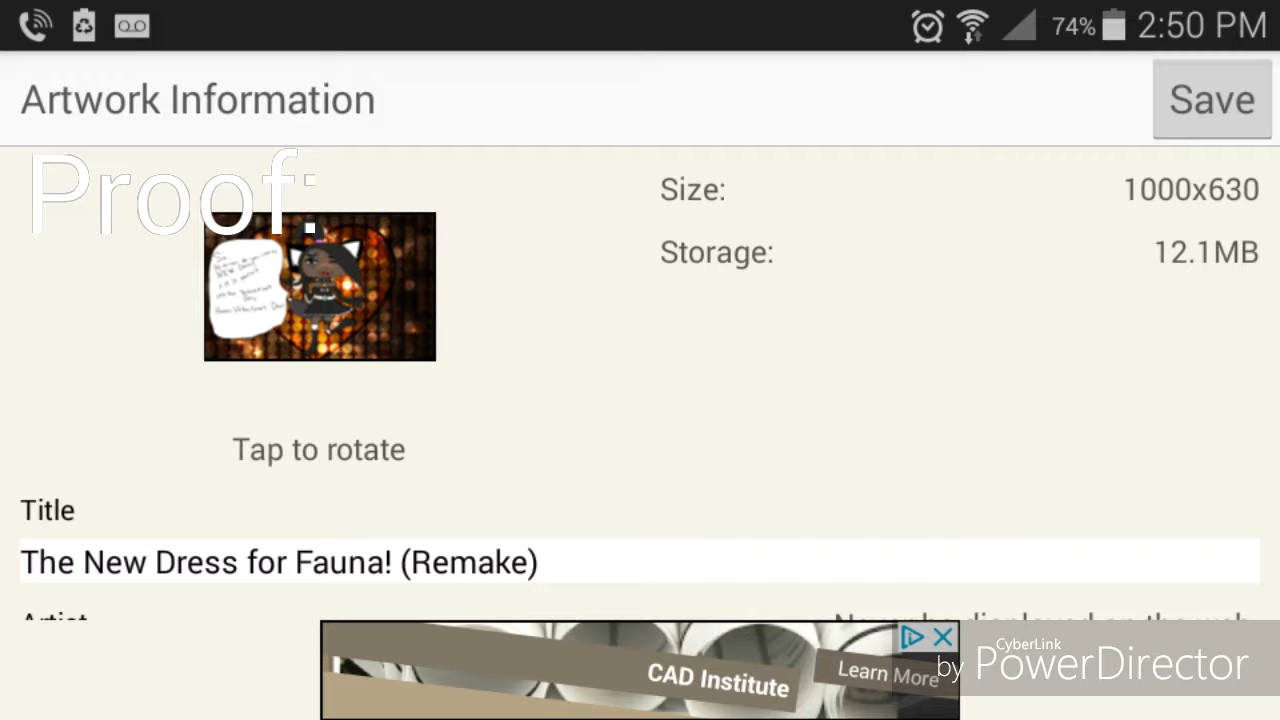 74% 2:50 PM
Artwork Information
Save
Proof:
Size: 1000x630
Storage: 12.1MB
Tap to rotate
Title
The New Dress for Fauna! (Remake)
Artist
CAD Institute
Learn More
CyberLink
by PowerDirector